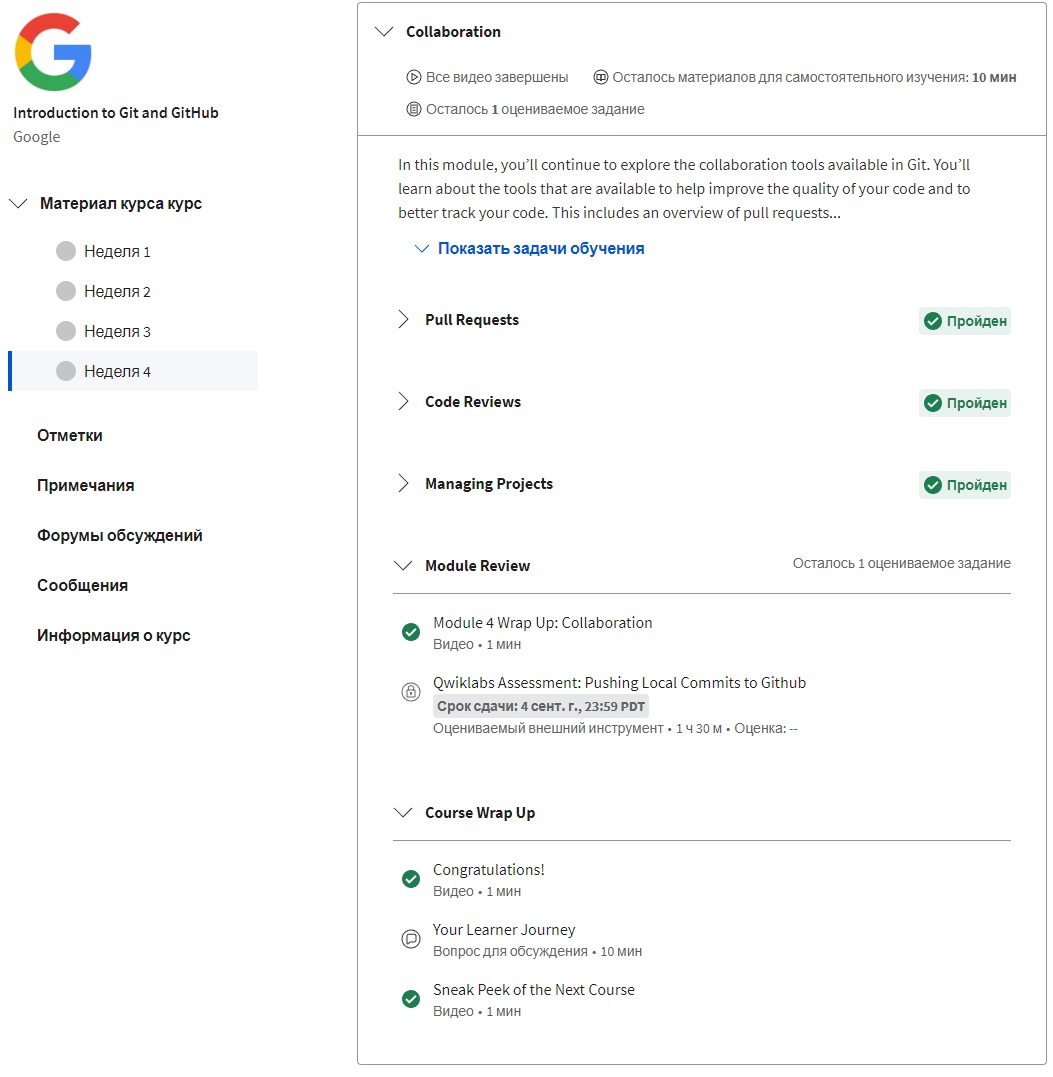 Introduction to Git and GitHub
Google
Материал курса курс
Неделя 1
Неделя 2
Неделя 3
Неделя 4
Отметки
Примечания
Форумы обсуждений
Сообщения
Информация о курс
Collaboration
Все видео завершены
Осталось материалов для самостоятельного изучения: 10 мин
Осталось 1 оцениваемое задание
In this module, you’ll continue to explore the collaboration tools available in Git. You’ll
learn about the tools that are available to help improve the quality of your code and to
better track your code. This includes an overview of pull requests...
Показать задачи обучения
Pull Requests
Пройден
Code Reviews
Пройден
Managing Projects
Пройден
Module Review
Осталось 1 оцениваемое задание
Module 4 Wrap Up: Collaboration
Видео • 1 мин
Qwiklabs Assessment: Pushing Local Commits to Github
Срок сдачи: 4 сент. г., 23:59 PDT
Оцениваемый внешний инструмент • 1 ч 30 м • Оценка: --
Course Wrap Up
Congratulations!
Видео • 1 мин
Your Learner Journey
Вопрос для обсуждения • 10 мин
Sneak Peek of the Next Course
Видео • 1 мин